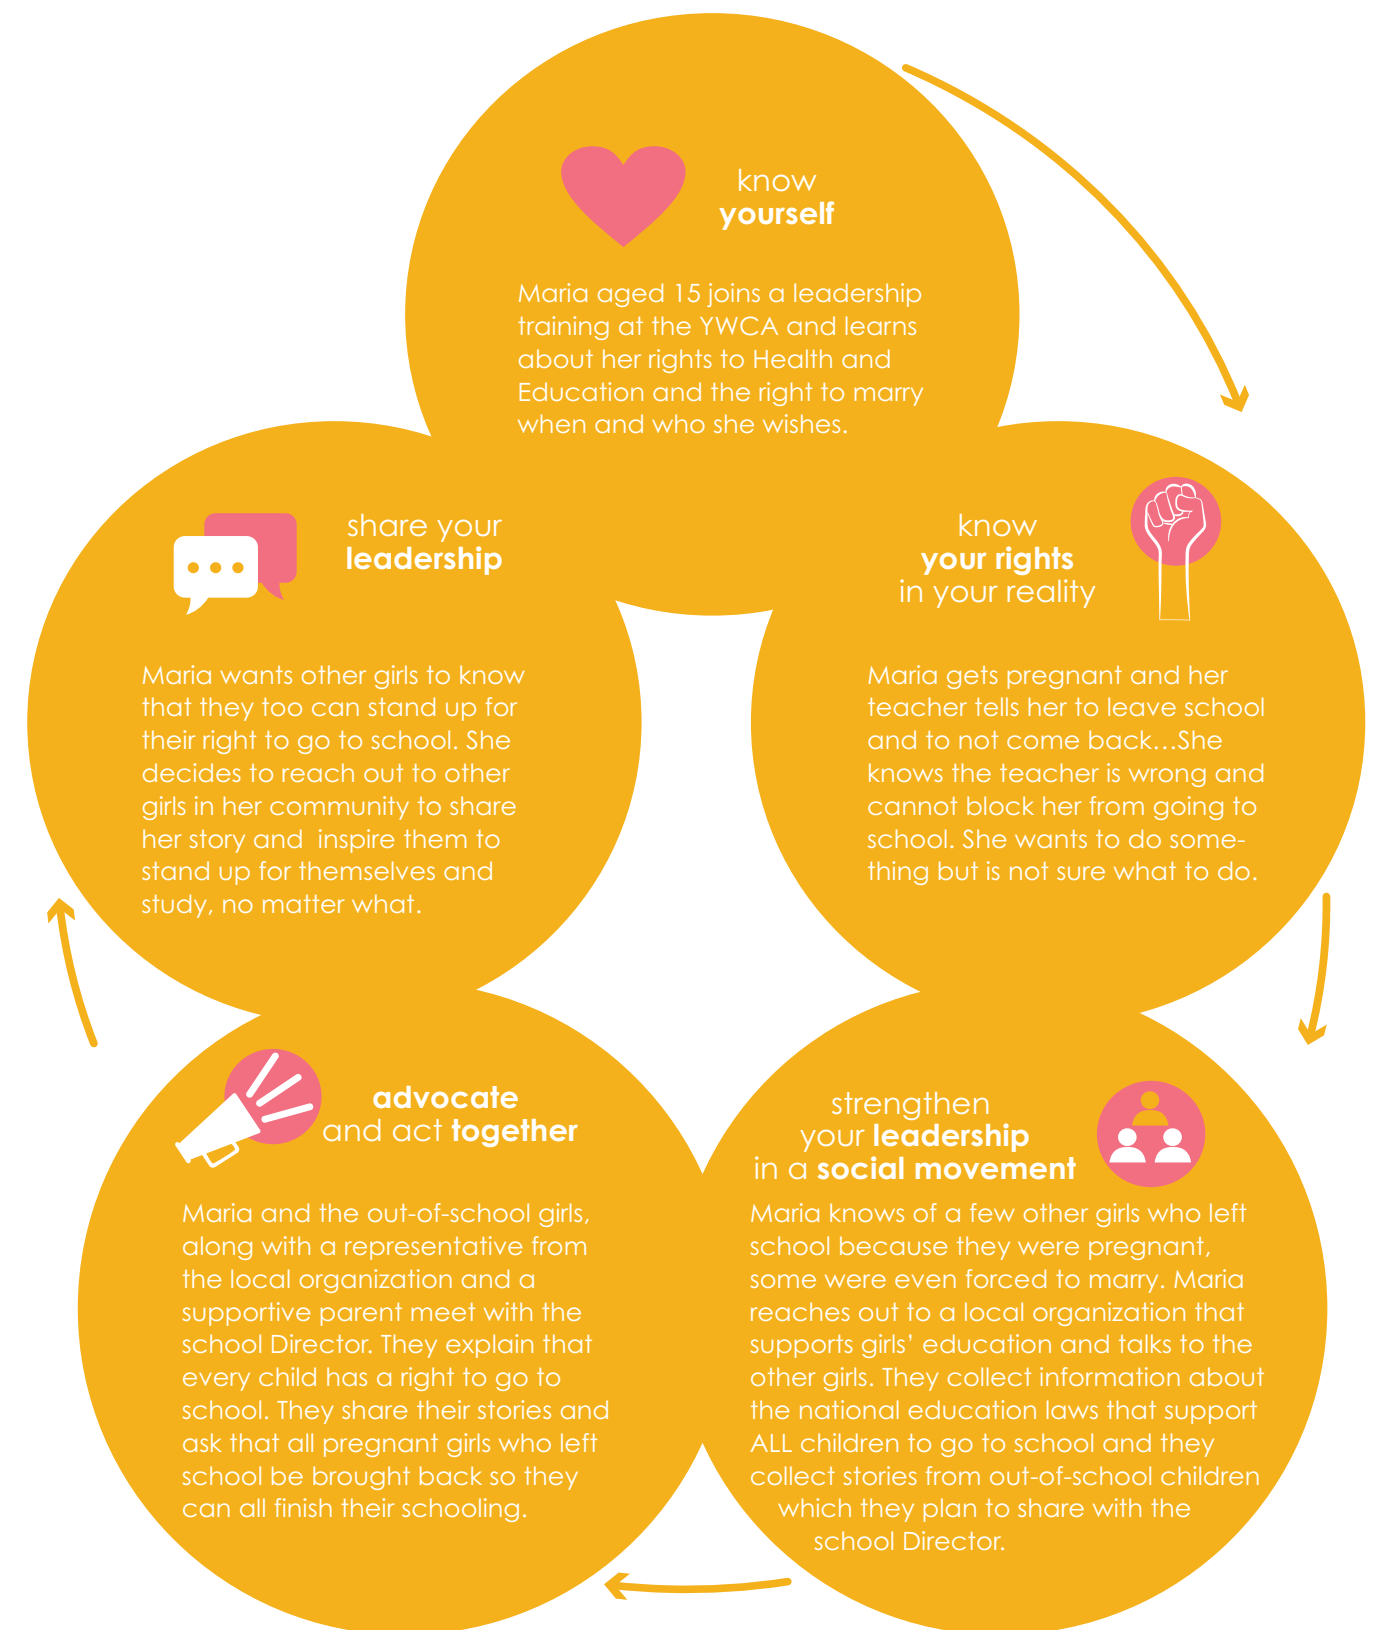 know
yourself
Maria aged 15 joins a leadership
training at the YWCA and learns
about her rights to Health and
Education and the right to marry
when and who she wishes.
know
your rights
in your reality
Maria gets pregnant and her
teacher tells her to leave school
and to not come back…She
knows the teacher is wrong and
cannot block her from going to
school. She wants to do some-
thing but is not sure what to do.
strengthen
your leadership
in a social movement
Maria knows of a few other girls who left
school because they were pregnant,
some were even forced to marry. Maria
reaches out to a local organization that
supports girls' education and talks to the
other girls. They collect information about
the national education laws that support
ALL children to go to school and they
collect stories from out-of-school children
which they plan to share with the
school Director.
advocate
and act together
Maria and the out-of-school girls,
along with a representative from
the local organization and a
supportive parent meet with the
school Director. They explain that
every child has a right to go to
school. They share their stories and
ask that all pregnant girls who left
school be brought back so they
can all finish their schooling.
share your
leadership
Maria wants other girls to know
that they too can stand up for
their right to go to school. She
decides to reach out to other
girls in her community to share
her story and  inspire them to
stand up for themselves and
study, no matter what.